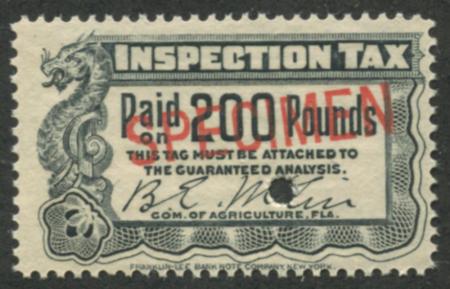 INSPECTION TAX
Paid on 200 Pounds
SPECIMEN
THIS TAG MUST BE ATTACHED TO
THE GUARANTEED ANALYSIS.
B. E. McLin
COM. OF AGRICULTURE, FLA.
FRANKLIN-LEE BANK NOTE COMPANY, NEW YORK.